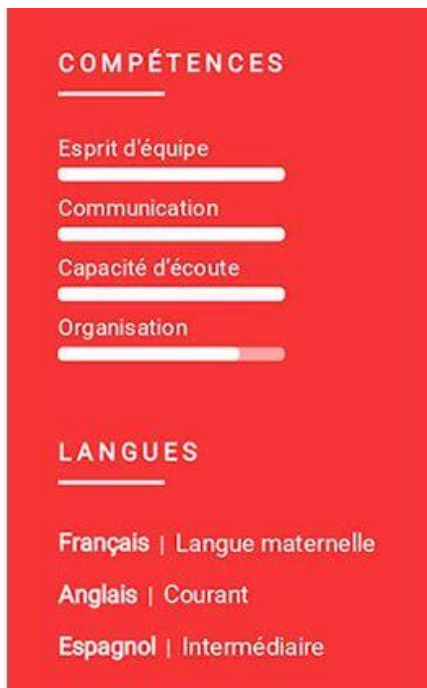 COMPÉTENCES
Esprit d'équipe
Communication
Capacité d'écoute
Organisation
LANGUES
Français | Langue maternelle
Anglais | Courant
Espagnol | Intermédiaire